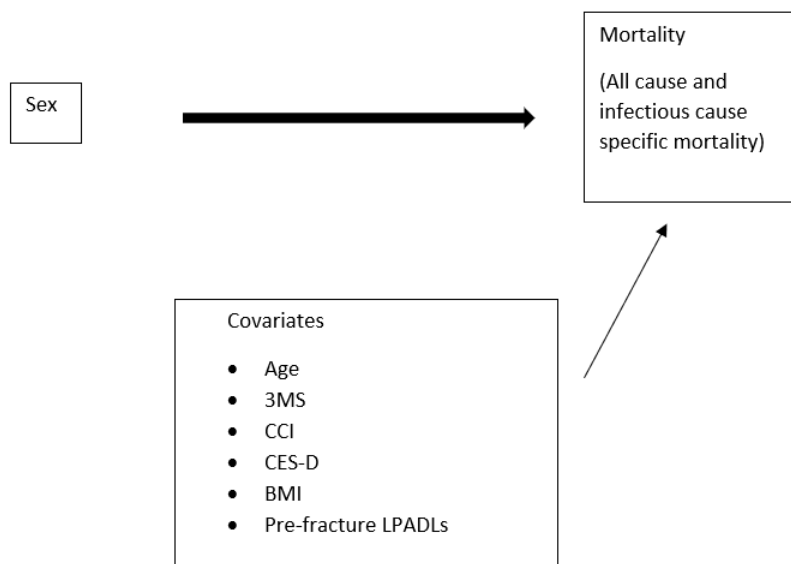 Sex
Mortality
(All cause and
infectious cause
specific mortality)
Covariates
• Age
• 3MS
• CCI
• CES-D
• BMI
• Pre-fracture LPADLs